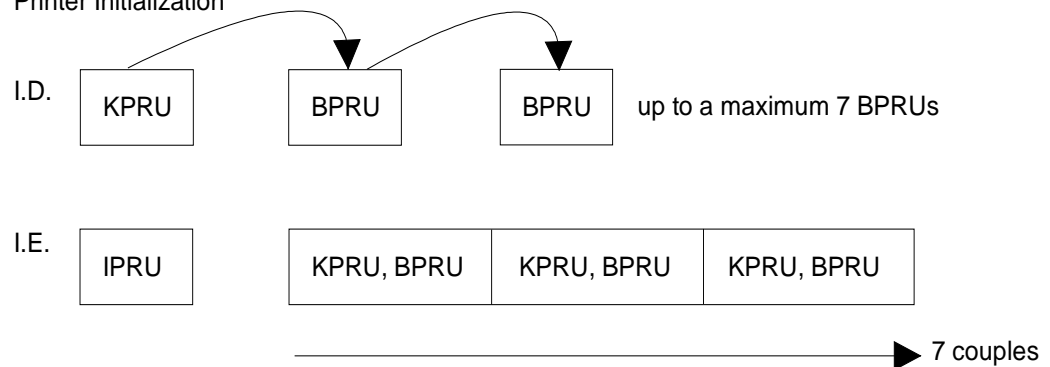 Printer Initialization
I.D. KPRU BPRU BPRU up to a maximum 7 BPRUs
I.E. IPRU KPRU, BPRU KPRU, BPRU KPRU, BPRU
7 couples